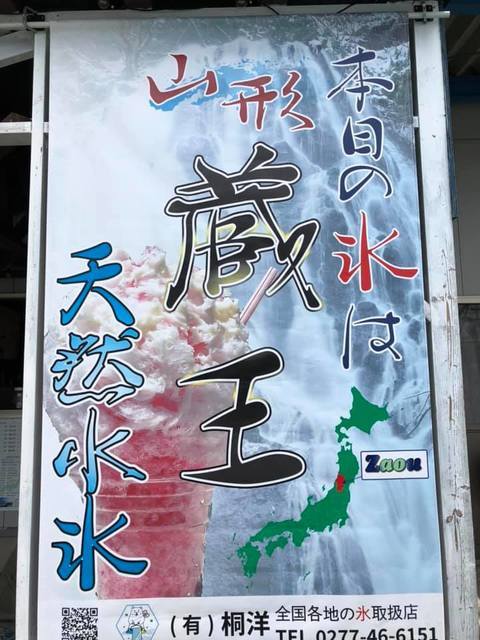 本日の氷は
山形
蔵王
天然水氷
Zaou
(有)桐洋
全国各地の氷取扱店
TEL 0277-46-6151